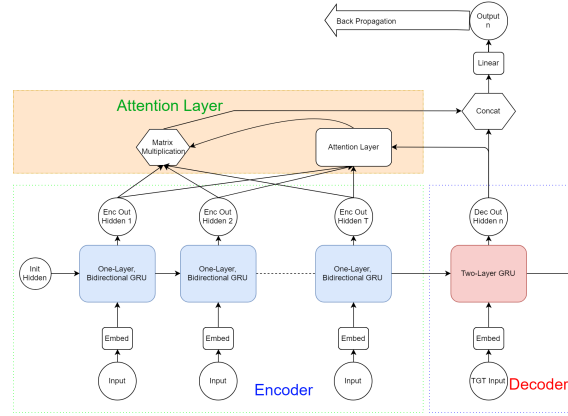 Output
n
Back Propagation
Linear
Attention Layer
Concat
Matrix
Multiplication
Attention Layer
Enc Out
Hidden 1
Enc Out
Hidden 2
Enc Out
Hidden T
Dec Out
Hidden n
Init
Hidden
One-Layer,
Bidirectional GRU
One-Layer,
Bidirectional GRU
One-Layer,
Bidirectional GRU
Two-Layer GRU
Embed
Embed
Embed
Embed
Input
Input
Input
TGT Input
Encoder
Decoder